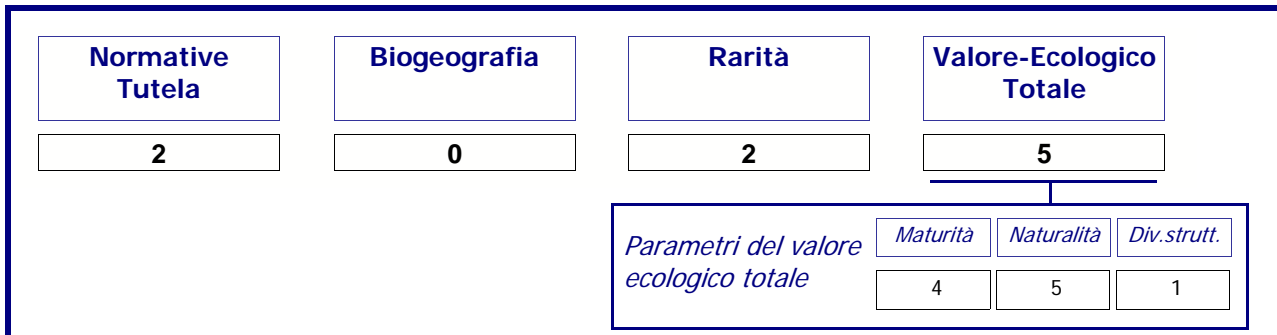 Normative
Tutela
Biogeografia
Rarità
Valore-Ecologico
Totale
2
0
2
5
Parametri del valore
ecologico totale
Maturità
Naturalità
Div.strutt.
4
5
1